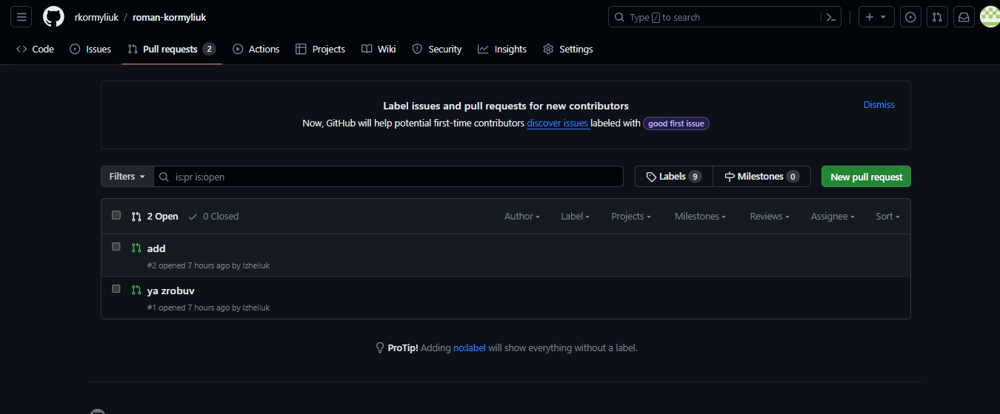 rkormyliuk / roman-kormyliuk
Type / to search
Code Issues Pull requests 2 Actions Projects Wiki Security Insights Settings
Label issues and pull requests for new contributors
Dismiss
Now, GitHub will help potential first-time contributors discover issues labeled with good first issue
Filters is:pr is:open Labels 9 Milestones 0 New pull request
2 Open 0 Closed Author Label Projects Milestones Reviews Assignee Sort
add
#2 opened 7 hours ago by Izheliuk
ya zrobuv
#1 opened 7 hours ago by Izheliuk
ProTip! Adding no:label will show everything without a label.